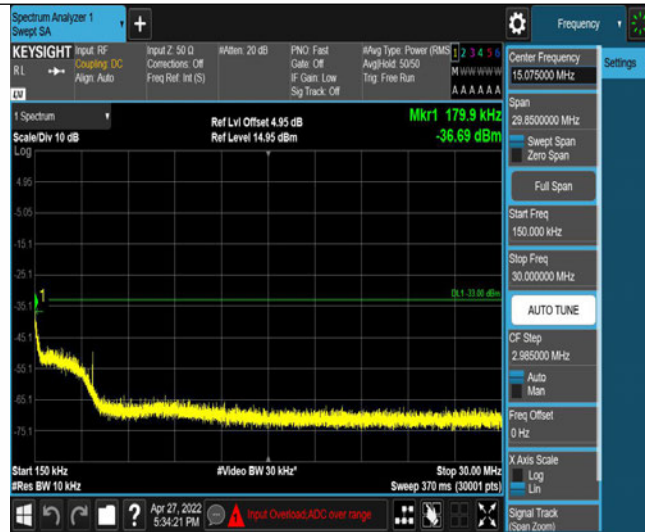 Spectrum Analyzer 1
Swept SA
Frequency
KEYSIGHT
RL
LXI
Input: RF
Coupling: DC
Align: Auto
Input Z: 50 Ω
Corrections: Off
Freq Ref: Int (S)
#Atten: 20 dB
PNO: Fast
Gate: Off
IF Gain: Low
Sig Track: Off
#Avg Type: Power (RMS
Avg|Hold: 50/50
Trig: Free Run
1 2 3 4 5 6
M W W W W W
A A A A A A
1 Spectrum
Scale/Div 10 dB
Log
Ref Lvl Offset 4.95 dB
Ref Level 14.95 dBm
Mkr1 179.9 kHz
-36.69 dBm
4.95
-5.05
-15.1
-25.1
-35.1
-45.1
-55.1
-65.1
-75.1
1
DL1 -33.00 dBm
Start 150 kHz
#Res BW 10 kHz
#Video BW 30 kHz*
Stop 30.00 MHz
Sweep 370 ms (30001 pts)
Apr 27, 2022
5:34:21 PM
Input Overload;ADC over range
Center Frequency
15.075000 MHz
Settings
Span
29.8500000 MHz
Swept Span
Zero Span
Full Span
Start Freq
150.000 kHz
Stop Freq
30.000000 MHz
AUTO TUNE
CF Step
2.985000 MHz
Auto
Man
Freq Offset
0 Hz
X Axis Scale
Log
Lin
Signal Track
(Span Zoom)